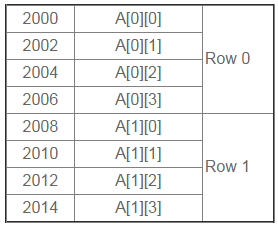 2000 A[0][0] Row 0
2002 A[0][1]
2004 A[0][2]
2006 A[0][3]
2008 A[1][0] Row 1
2010 A[1][1]
2012 A[1][2]
2014 A[1][3]